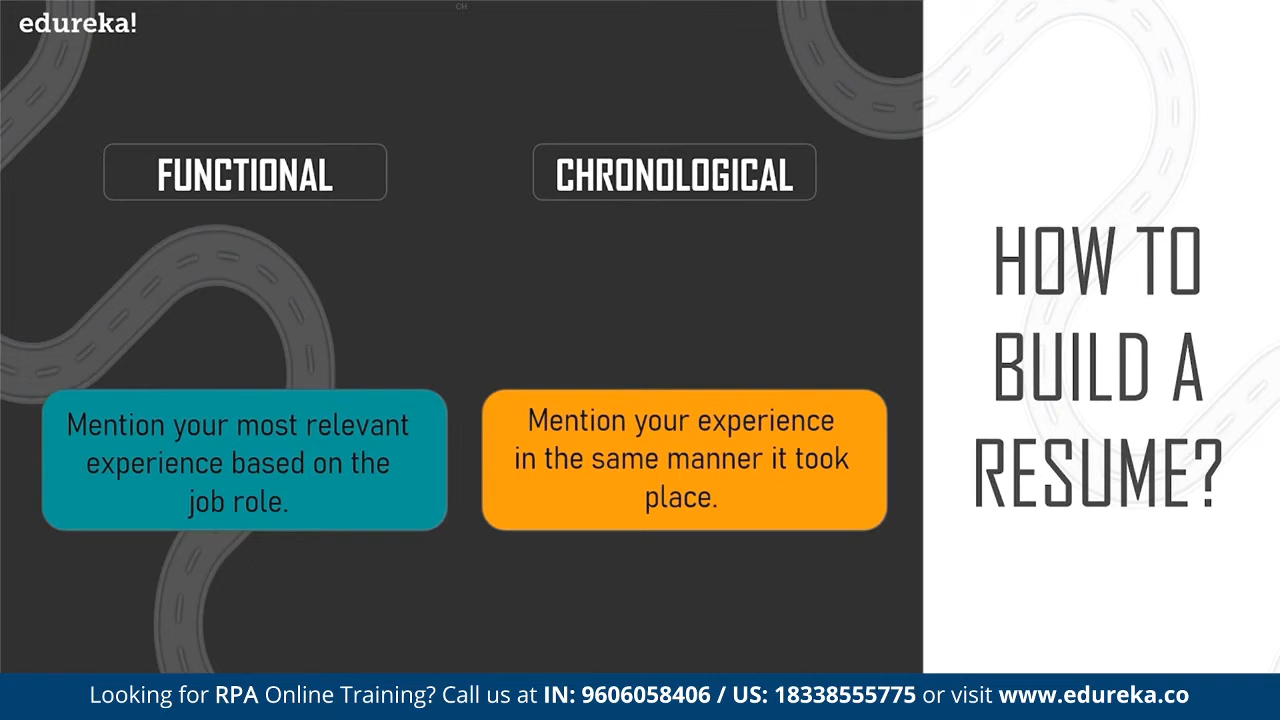 CH
edureka!
FUNCTIONAL
CHRONOLOGICAL
Mention your most relevant
experience based on the
job role.
Mention your experience
in the same manner it took
place.
HOW TO
BUILD A
RESUME?
Looking for RPA Online Training? Call us at IN: 9606058406 / US: 18338555775 or visit www.edureka.co